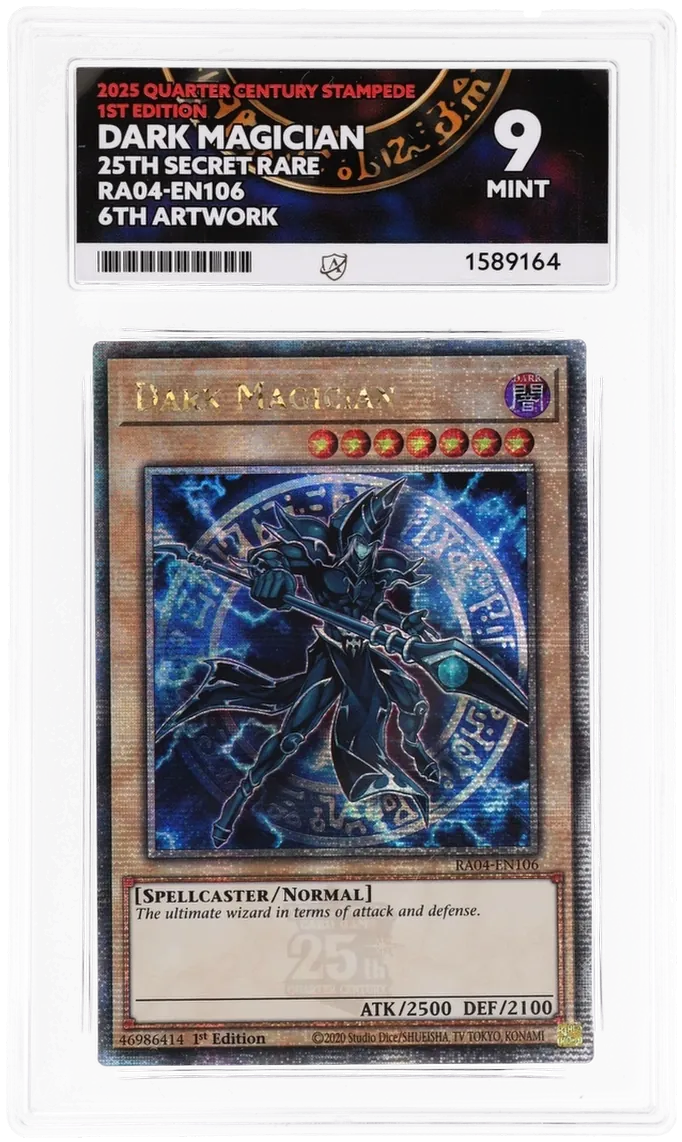 2025 QUARTER CENTURY STAMPEDE
1ST EDITION
DARK MAGICIAN
25TH SECRET RARE
RA04-EN106
6TH ARTWORK
9
MINT
1589164
DARK MAGICIAN
DARK
闇
RA04-EN106
[SPELLCASTER/NORMAL]
The ultimate wizard in terms of attack and defense.
25th
QUARTER CENTURY
ATK/2500 DEF/2100
46986414 1st Edition
©2020 Studio Dice/SHUEISHA, TV TOKYO, KONAMI